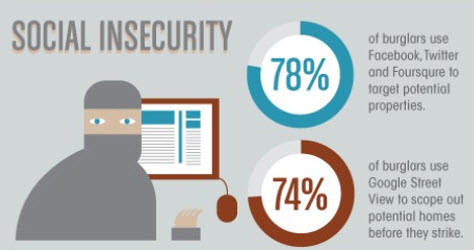 SOCIAL INSECURITY
78%
of burglars use
Facebook, Twitter
and Foursqure to
target potential
properties.
74%
of burglars use
Google Street
View to scope out
potential homes
before they strike.